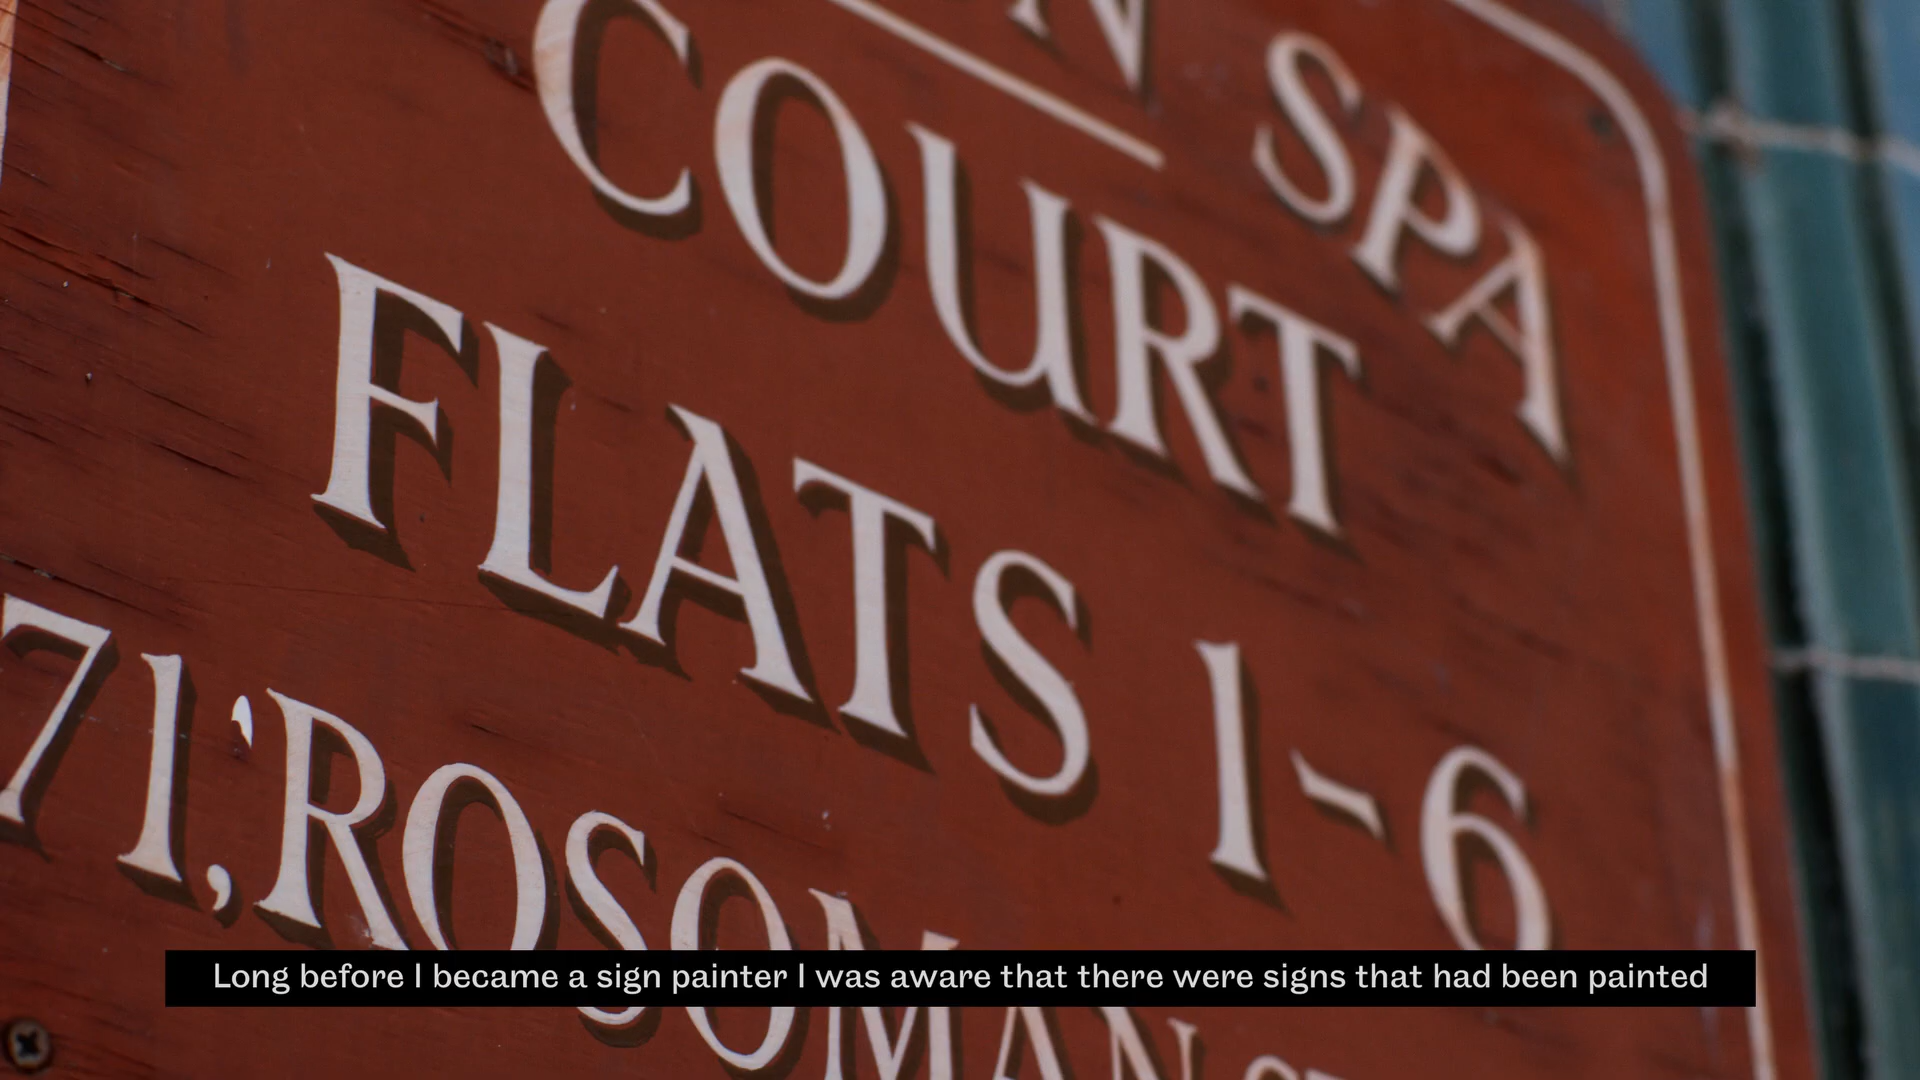 SPA
COURT
FLATS 1-6
71, ROSOMAN
Long before I became a sign painter I was aware that there were signs that had been painted